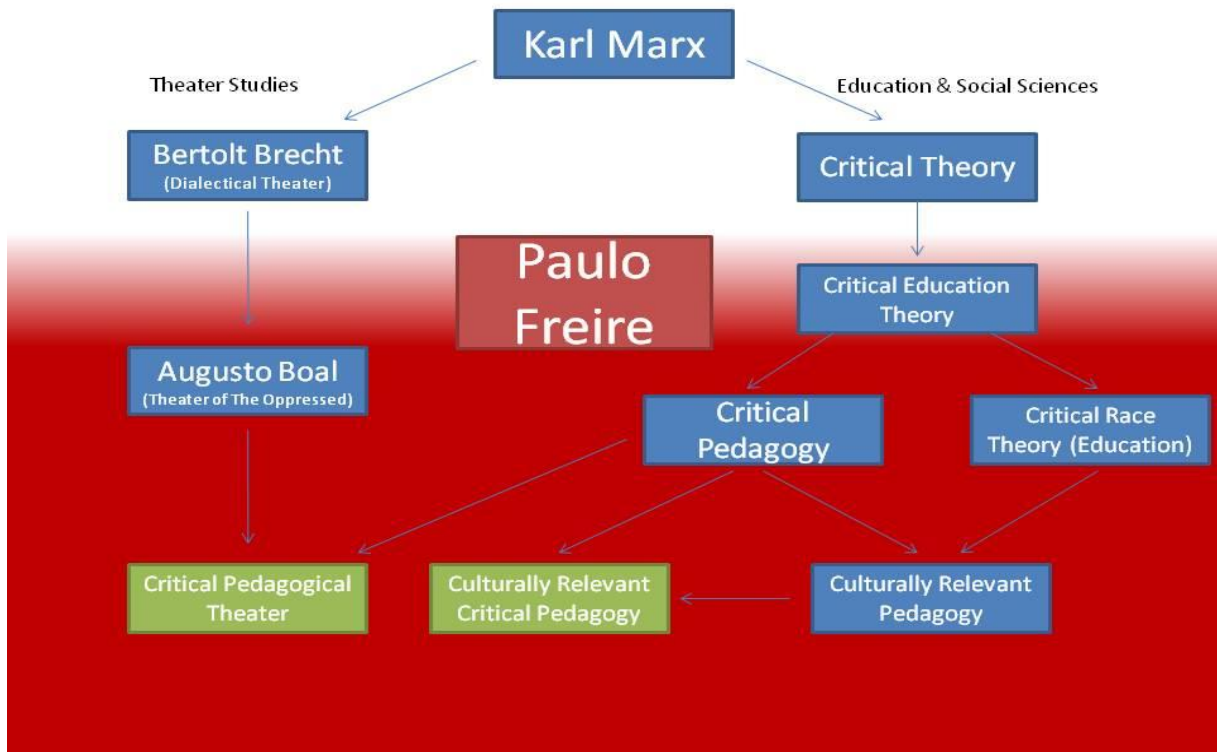 Karl Marx
Theater Studies
Education & Social Sciences
Bertolt Brecht
(Dialectical Theater)
Critical Theory
Paulo
Freire
Critical Education
Theory
Augusto Boal
(Theater of The Oppressed)
Critical
Pedagogy
Critical Race
Theory (Education)
Critical Pedagogical
Theater
Culturally Relevant
Critical Pedagogy
Culturally Relevant
Pedagogy